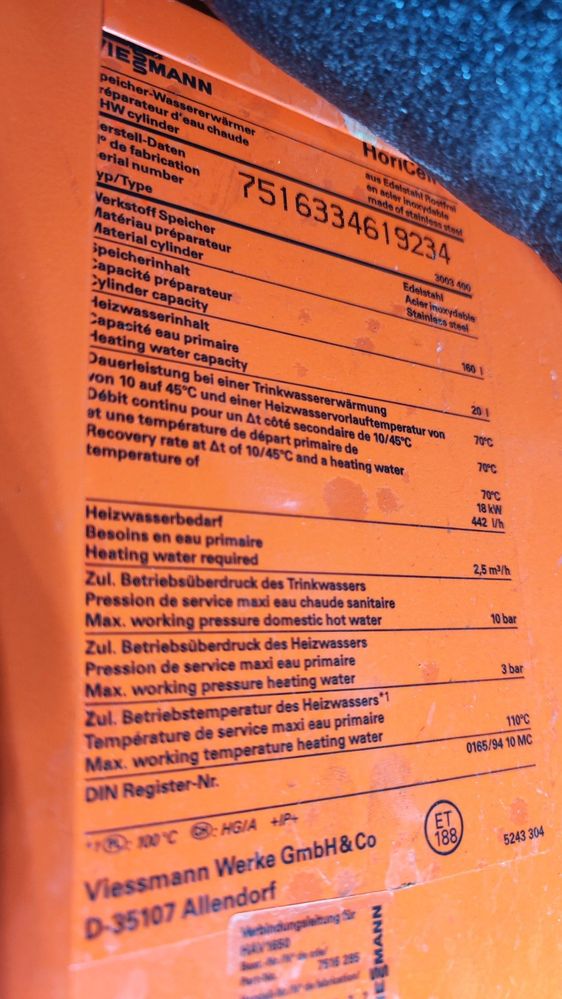 VIESSMANN
Speicher-Wassererwärmer
Préparateur d'eau chaude
HW cylinder
HoriCell
aus Edelstahl Rostfrei
en acier inoxydable
made of stainless steel
Herstell-Daten
N° de fabrication
Serial number
7516334619234
Typ/Type
3003 400
Werkstoff Speicher
Edelstahl
Matériau préparateur
Acier inoxydable
Material cylinder
Stainless steel
Speicherinhalt
Capacité préparateur
Cylinder capacity
160 l
Heizwasserinhalt
Capasité eau primaire
Heating water capacity
20 l
Dauerleistung bei einer Trinkwassererwärmung
von 10 auf 45°C und einer Heizwasservorlauftemperatur von 70°C
Débit continu pour un Δt côté secondaire de 10/45°C
et une température de départ primaire de 70°C
Recovery rate at Δt of 10/45°C and a heating water
temperature of 70°C
18 kW
442 l/h
Heizwasserbedarf
Besoins en eau primaire
Heating water required 2,5 m³/h
Zul. Betriebsüberdruck des Trinkwassers
Pression de service maxi eau chaude sanitaire
Max. working pressure domestic hot water 10 bar
Zul. Betriebsüberdruck des Heizwassers
Pression de service maxi eau primaire
Max. working pressure heating water 3 bar
Zul. Betriebstemperatur des Heizwassers*1
Température de service maxi eau primaire
Max. working temperature heating water 110°C
DIN Register-Nr. 0165/94 10 MC
*1 PL: 100°C CH: HG/A +IP+
ET
188
5243 304
Viessmann Werke GmbH & Co
D-35107 Allendorf
Verbindungsleitung für
7516 285